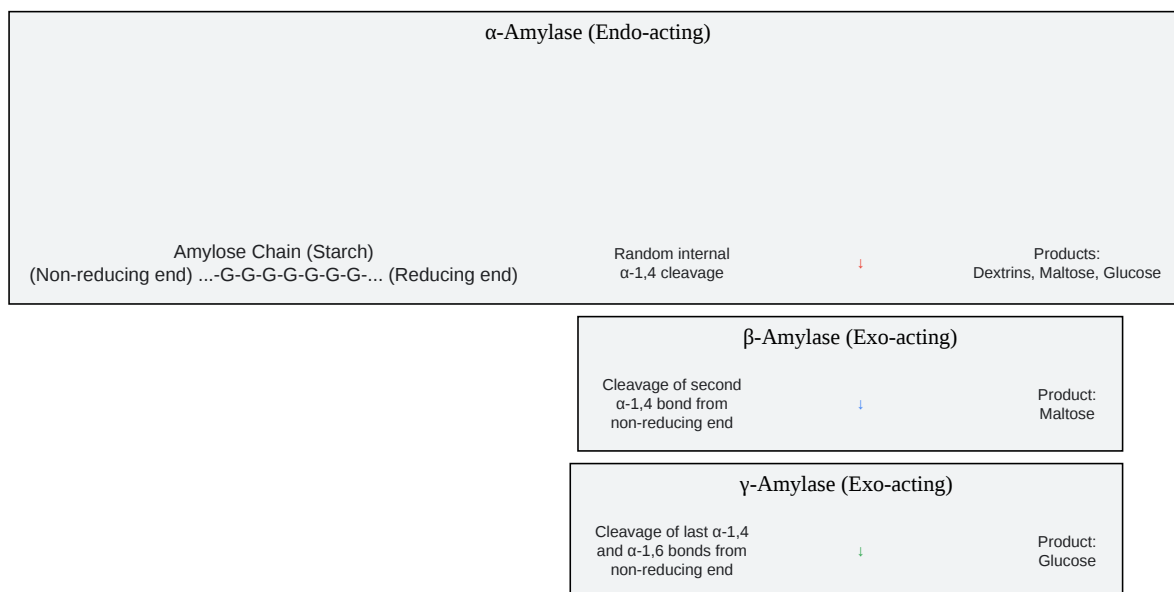 α-Amylase (Endo-acting)
Amylose Chain (Starch)
(Non-reducing end) ...-G-G-G-G-G-G-G-... (Reducing end)
Random internal
α-1,4 cleavage
↓
Products:
Dextrins, Maltose, Glucose
β-Amylase (Exo-acting)
Cleavage of second
α-1,4 bond from
non-reducing end
↓
Product:
Maltose
γ-Amylase (Exo-acting)
Cleavage of last α-1,4
and α-1,6 bonds from
non-reducing end
↓
Product:
Glucose